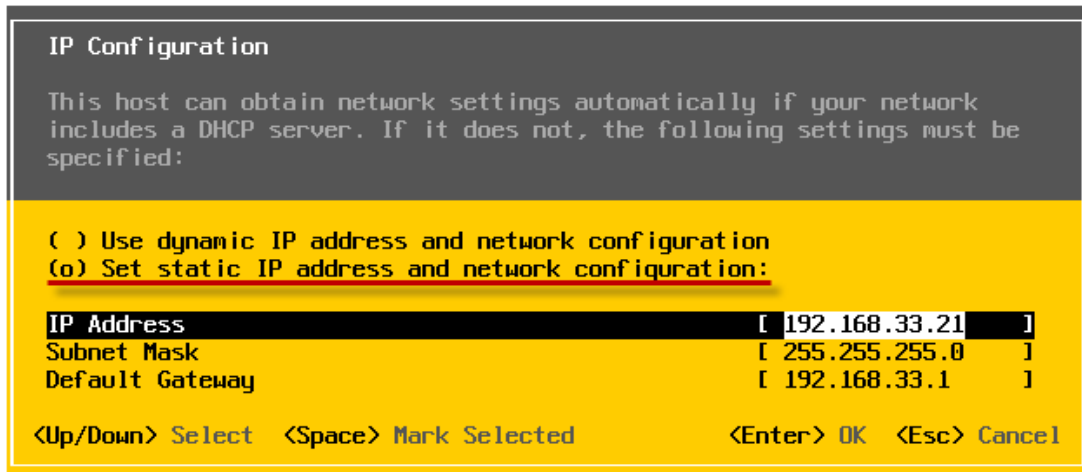 IP Configuration
This host can obtain network settings automatically if your network
includes a DHCP server. If it does not, the following settings must be
specified:
( ) Use dynamic IP address and network configuration
(o) Set static IP address and network configuration:
IP Address [ 192.168.33.21 ]
Subnet Mask [ 255.255.255.0 ]
Default Gateway [ 192.168.33.1 ]
<Up/Down> Select <Space> Mark Selected <Enter> OK <Esc> Cancel